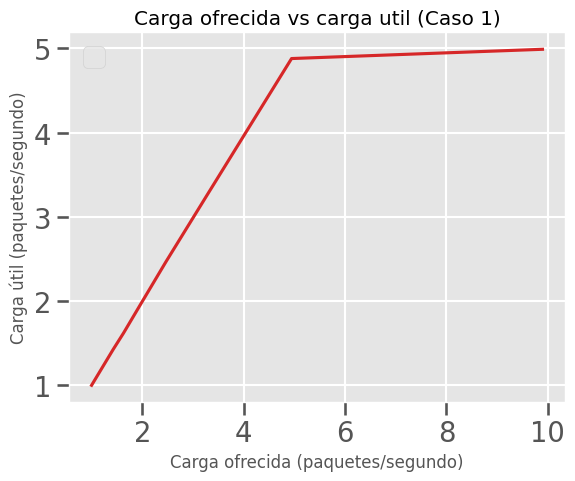 Carga ofrecida vs carga util (Caso 1)
5
4
3
2
1
Carga útil (paquetes/segundo)
2 4 6 8 10
Carga ofrecida (paquetes/segundo)